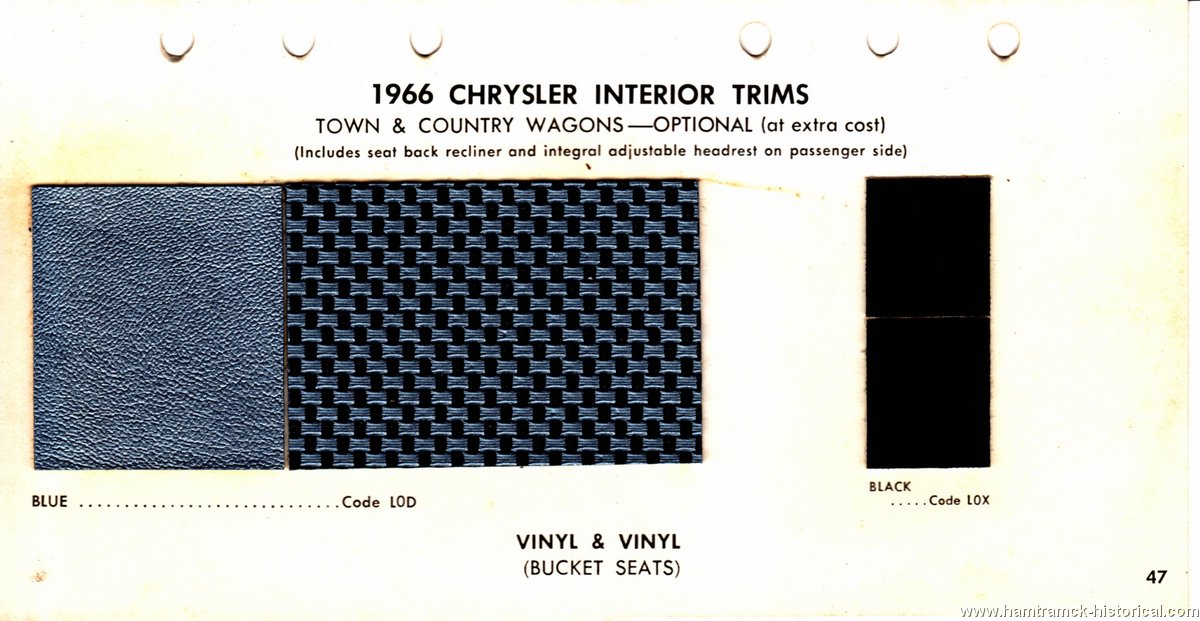 1966 CHRYSLER INTERIOR TRIMS
TOWN & COUNTRY WAGONS—OPTIONAL (at extra cost)
(Includes seat back recliner and integral adjustable headrest on passenger side)
BLUE .............................Code L0D
BLACK
.....Code L0X
VINYL & VINYL
(BUCKET SEATS)
47
www.hamtramck-historical.com